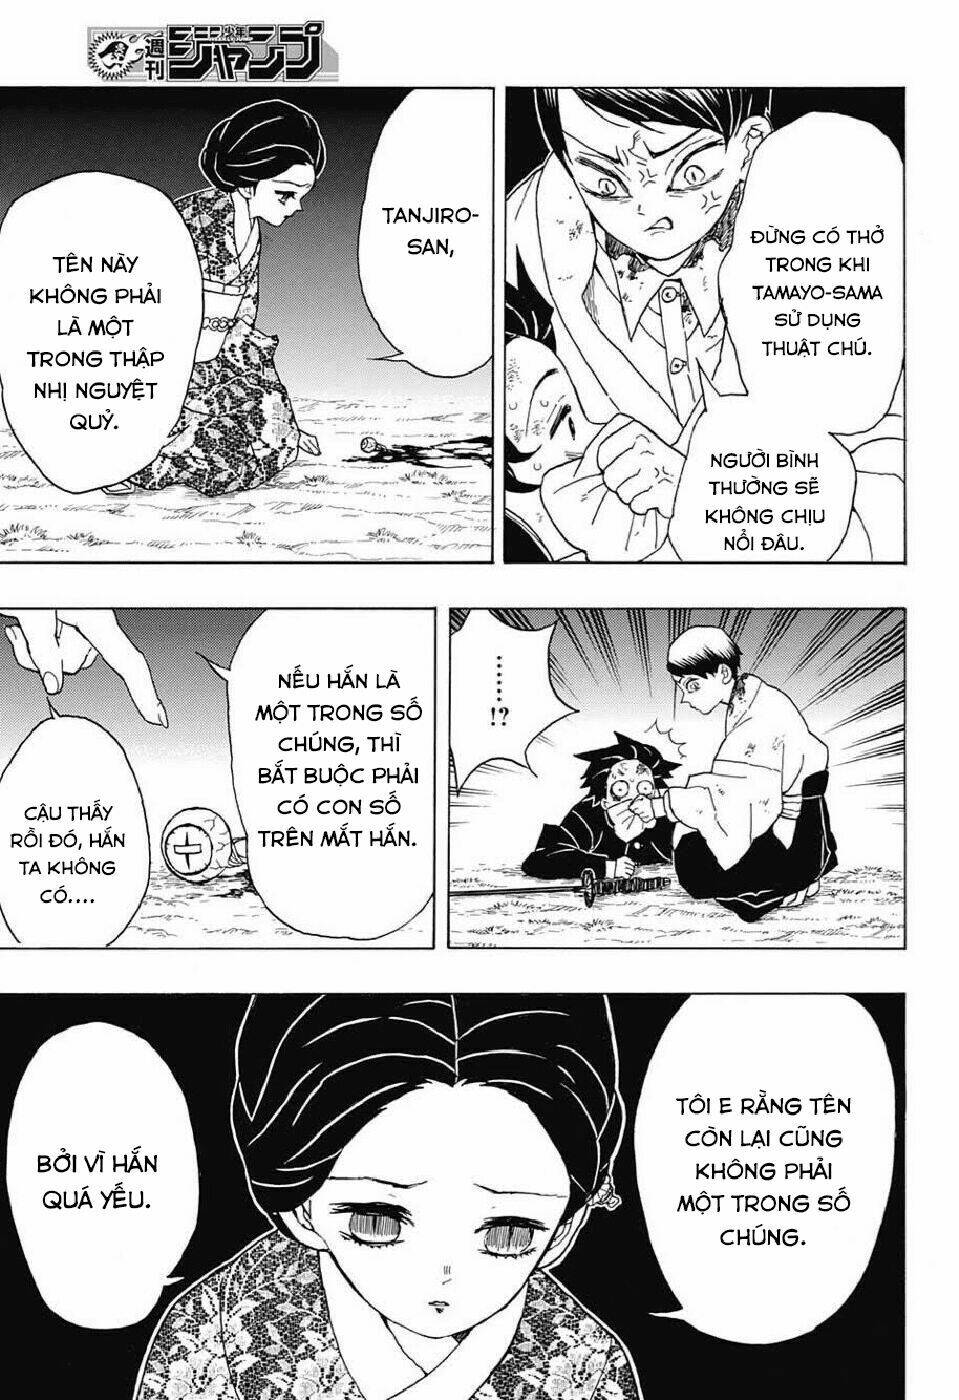 週刊
少年
ジャンプ
ĐỪNG CÓ THỞ
TRONG KHI
TAMAYO-SAMA
SỬ DỤNG
THUẬT CHÚ.
NGƯỜI BÌNH
THƯỜNG SẼ
KHÔNG CHỊU
NỔI ĐÂU.
TANJIRO-
SAN,
TÊN NÀY
KHÔNG PHẢI
LÀ MỘT
TRONG THẬP
NHỊ NGUYỆT
QUỶ.
......
!?
NẾU HẮN LÀ
MỘT TRONG SỐ
CHÚNG, THÌ
BẮT BUỘC PHẢI
CÓ CON SỐ
TRÊN MẮT HẮN.
CẬU THẤY
RỒI ĐÓ, HẮN
TA KHÔNG
CÓ....
TÔI E RẰNG TÊN
CÒN LẠI CŨNG
KHÔNG PHẢI
MỘT TRONG SỐ
CHÚNG.
BỞI VÌ HẮN
QUÁ YẾU.